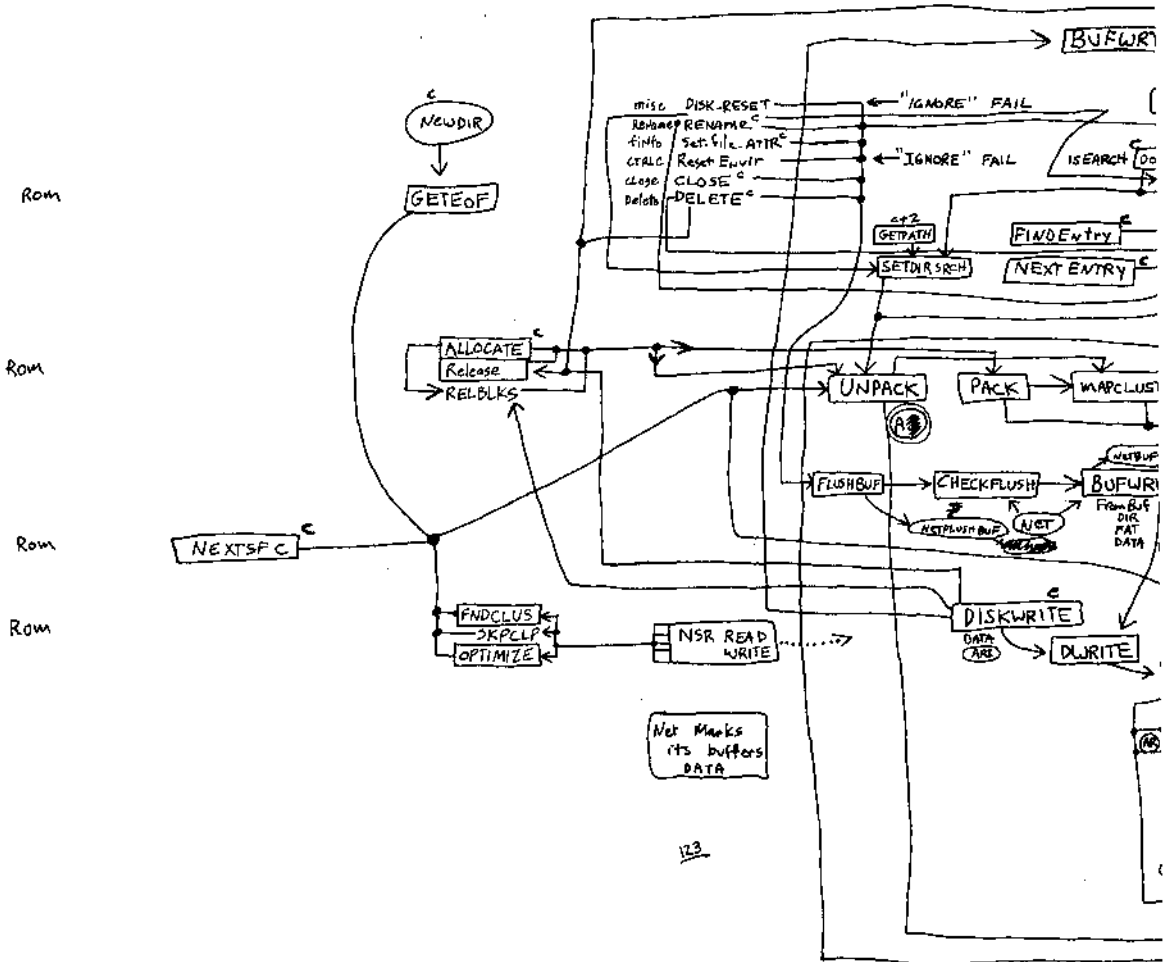 BUFWRI
c
NEWDIR
misc DISK-RESET
"IGNORE" FAIL
Rename RENAME c
finfo Set-file-ATTR c
CTRLC Reset Envir
"IGNORE" FAIL
close CLOSE c
Delete DELETE c
ISEARCH
c
Rom
GETEOF
c+2
GETPATH
FINDEntry c
SETDIRSRCH
NEXT ENTRY c
Rom
ALLOCATE c
Release
RELBLKS
UNPACK
PACK
MAPCLUST
A
NETBUF
FLUSHBUF
CHECKFLUSH
BUFWRI
From Buf
DIR
FAT
DATA
NETFLUSHBUF
NET
Rom
NEXTSFC c
Rom
FNDCLUS
SKPCLP
OPTIMIZE
NSR READ
WRITE
c
DISKWRITE
DATA
DWRITE
Net Marks
its buffers
DATA
123